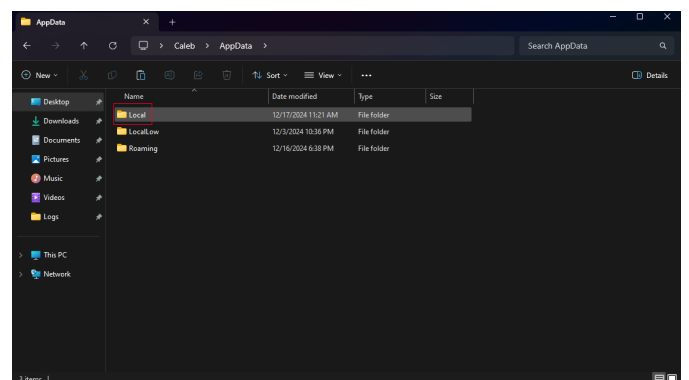 AppData
Caleb > AppData >
Search AppData
New
Sort
View
Details
Name Date modified Type Size
Desktop
Downloads
Documents
Pictures
Music
Videos
Logs
This PC
Network
Local 12/17/2024 11:21 AM File folder
LocalLow 12/3/2024 10:36 PM File folder
Roaming 12/16/2024 6:38 PM File folder
3 items